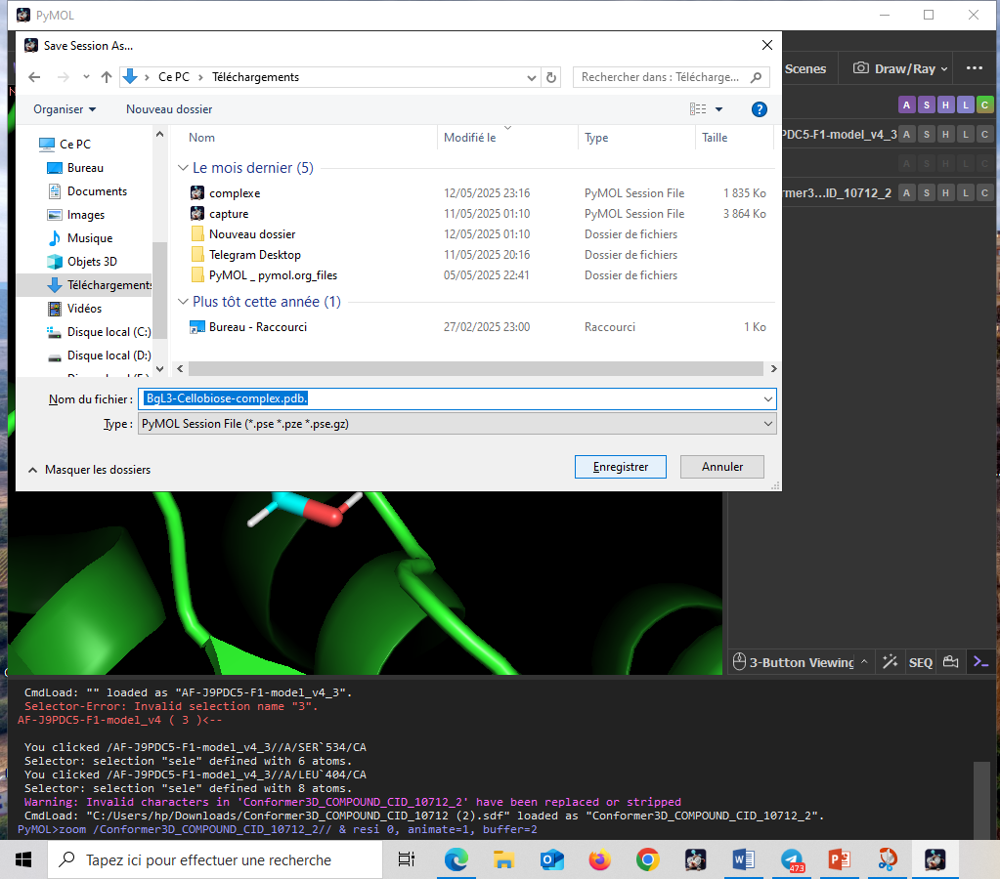 PyMOL
Save Session As...
Ce PC
Téléchargements
Rechercher dans : Télécharge...
Scenes
Draw/Ray
Organiser
Nouveau dossier
A S H L C
Nom
Modifié le
Type
Taille
PDC5-F1-model_v4_3 A S H L C
A S H L C
rmer3...ID_10712_2 A S H L C
Ce PC
Bureau
Documents
Images
Musique
Objets 3D
Téléchargements
Vidéos
Disque local (C:)
Disque local (D:)
Le mois dernier (5)
complexe 12/05/2025 23:16 PyMOL Session File 1 835 Ko
capture 11/05/2025 01:10 PyMOL Session File 3 864 Ko
Nouveau dossier 12/05/2025 01:10 Dossier de fichiers
Telegram Desktop 11/05/2025 20:16 Dossier de fichiers
PyMOL _ pymol.org_files 05/05/2025 22:41 Dossier de fichiers
Plus tôt cette année (1)
Bureau - Raccourci 27/02/2025 23:00 Raccourci 1 Ko
Nom du fichier : BgL3-Cellobiose-complex.pdb.
Type : PyMOL Session File (*.pse *.pze *.pse.gz)
Masquer les dossiers
Enregistrer
Annuler
3-Button Viewing
SEQ
CmdLoad: "" loaded as "AF-J9PDC5-F1-model_v4_3".
Selector-Error: Invalid selection name "3".
AF-J9PDC5-F1-model_v4 ( 3 )<--
You clicked /AF-J9PDC5-F1-model_v4_3//A/SER`534/CA
Selector: selection "sele" defined with 6 atoms.
You clicked /AF-J9PDC5-F1-model_v4_3//A/LEU`404/CA
Selector: selection "sele" defined with 8 atoms.
Warning: Invalid characters in 'Conformer3D_COMPOUND_CID_10712_2' have been replaced or stripped
CmdLoad: "C:/Users/hp/Downloads/Conformer3D_COMPOUND_CID_10712 (2).sdf" loaded as "Conformer3D_COMPOUND_CID_10712_2".
PyMOL>zoom /Conformer3D_COMPOUND_CID_10712_2// & resi 0, animate=1, buffer=2
Tapez ici pour effectuer une recherche
473